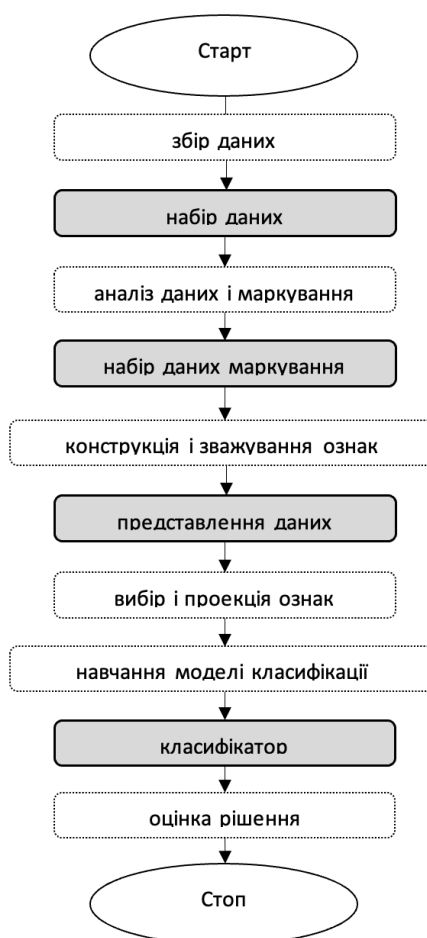 Старт
збір даних
набір даних
аналіз даних і маркування
набір даних маркування
конструкція і зважування ознак
представлення даних
вибір і проекція ознак
навчання моделі класифікації
класифікатор
оцінка рішення
Стоп